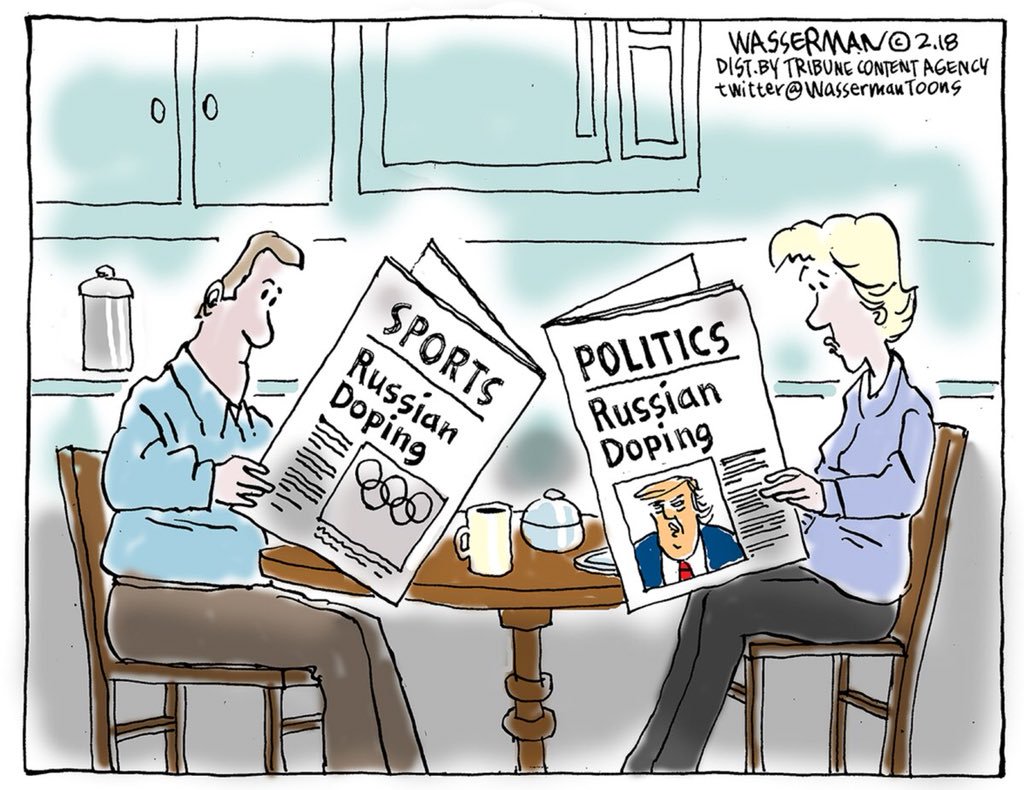 WASSERMAN © 2.18
DIST. BY TRIBUNE CONTENT AGENCY
twitter@WassermanToons
SPORTS
Russian
Doping
POLITICS
Russian
Doping